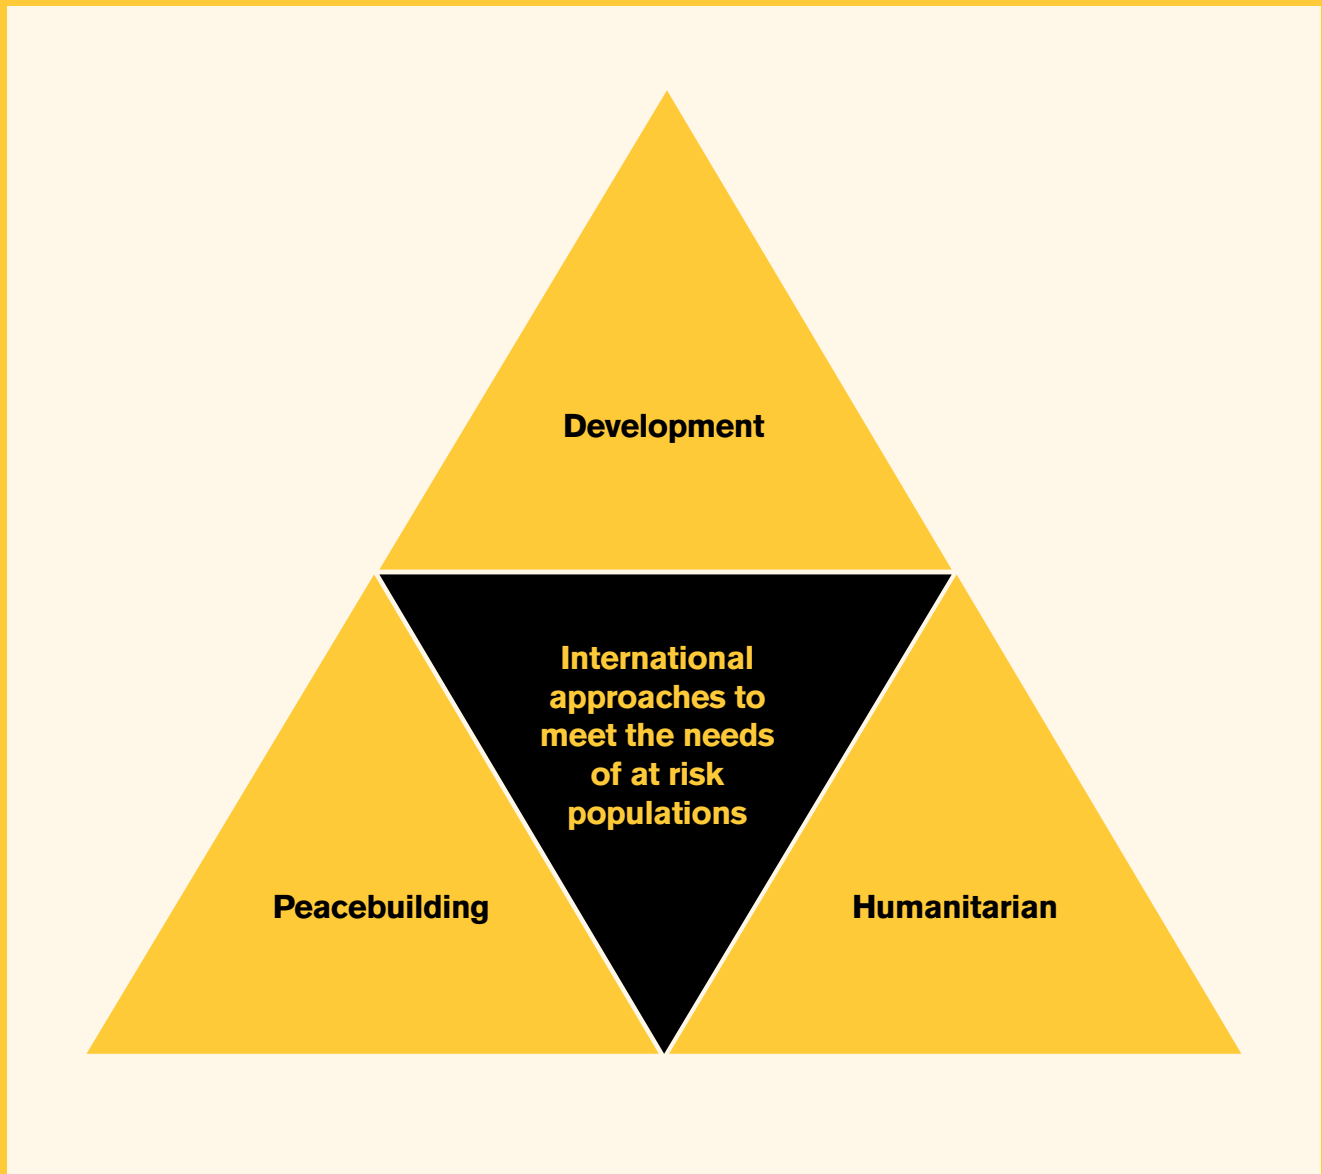 Development
International
approaches to
meet the needs
of at risk
populations
Peacebuilding
Humanitarian